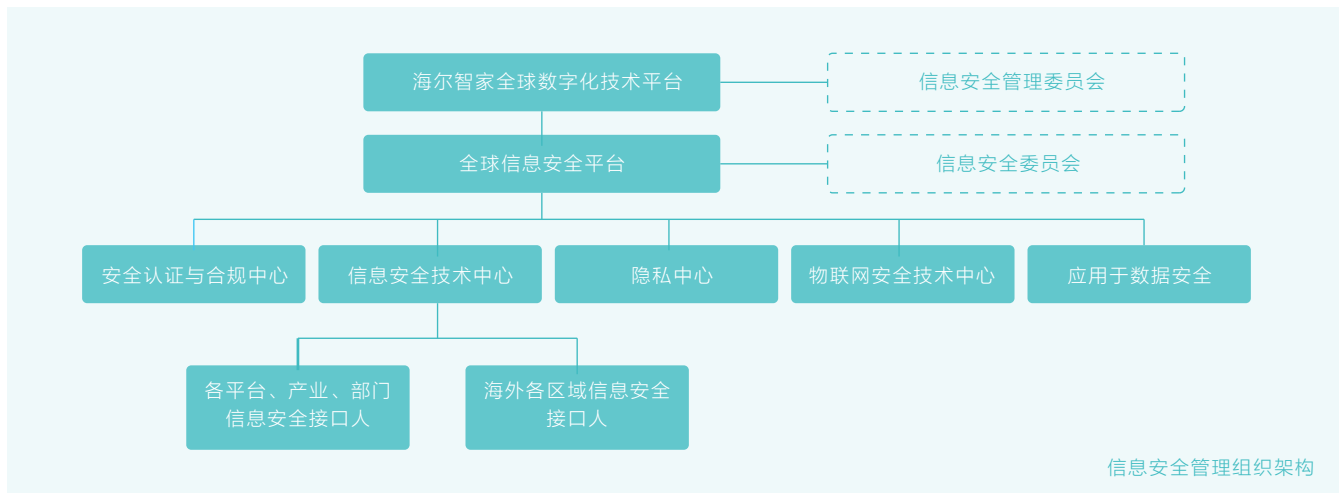 海尔智家全球数字化技术平台
信息安全管理委员会
全球信息安全平台
信息安全委员会
安全认证与合规中心
信息安全技术中心
隐私中心
物联网安全技术中心
应用于数据安全
各平台、产业、部门
信息安全接口人
海外各区域信息安全
接口人
信息安全管理组织架构